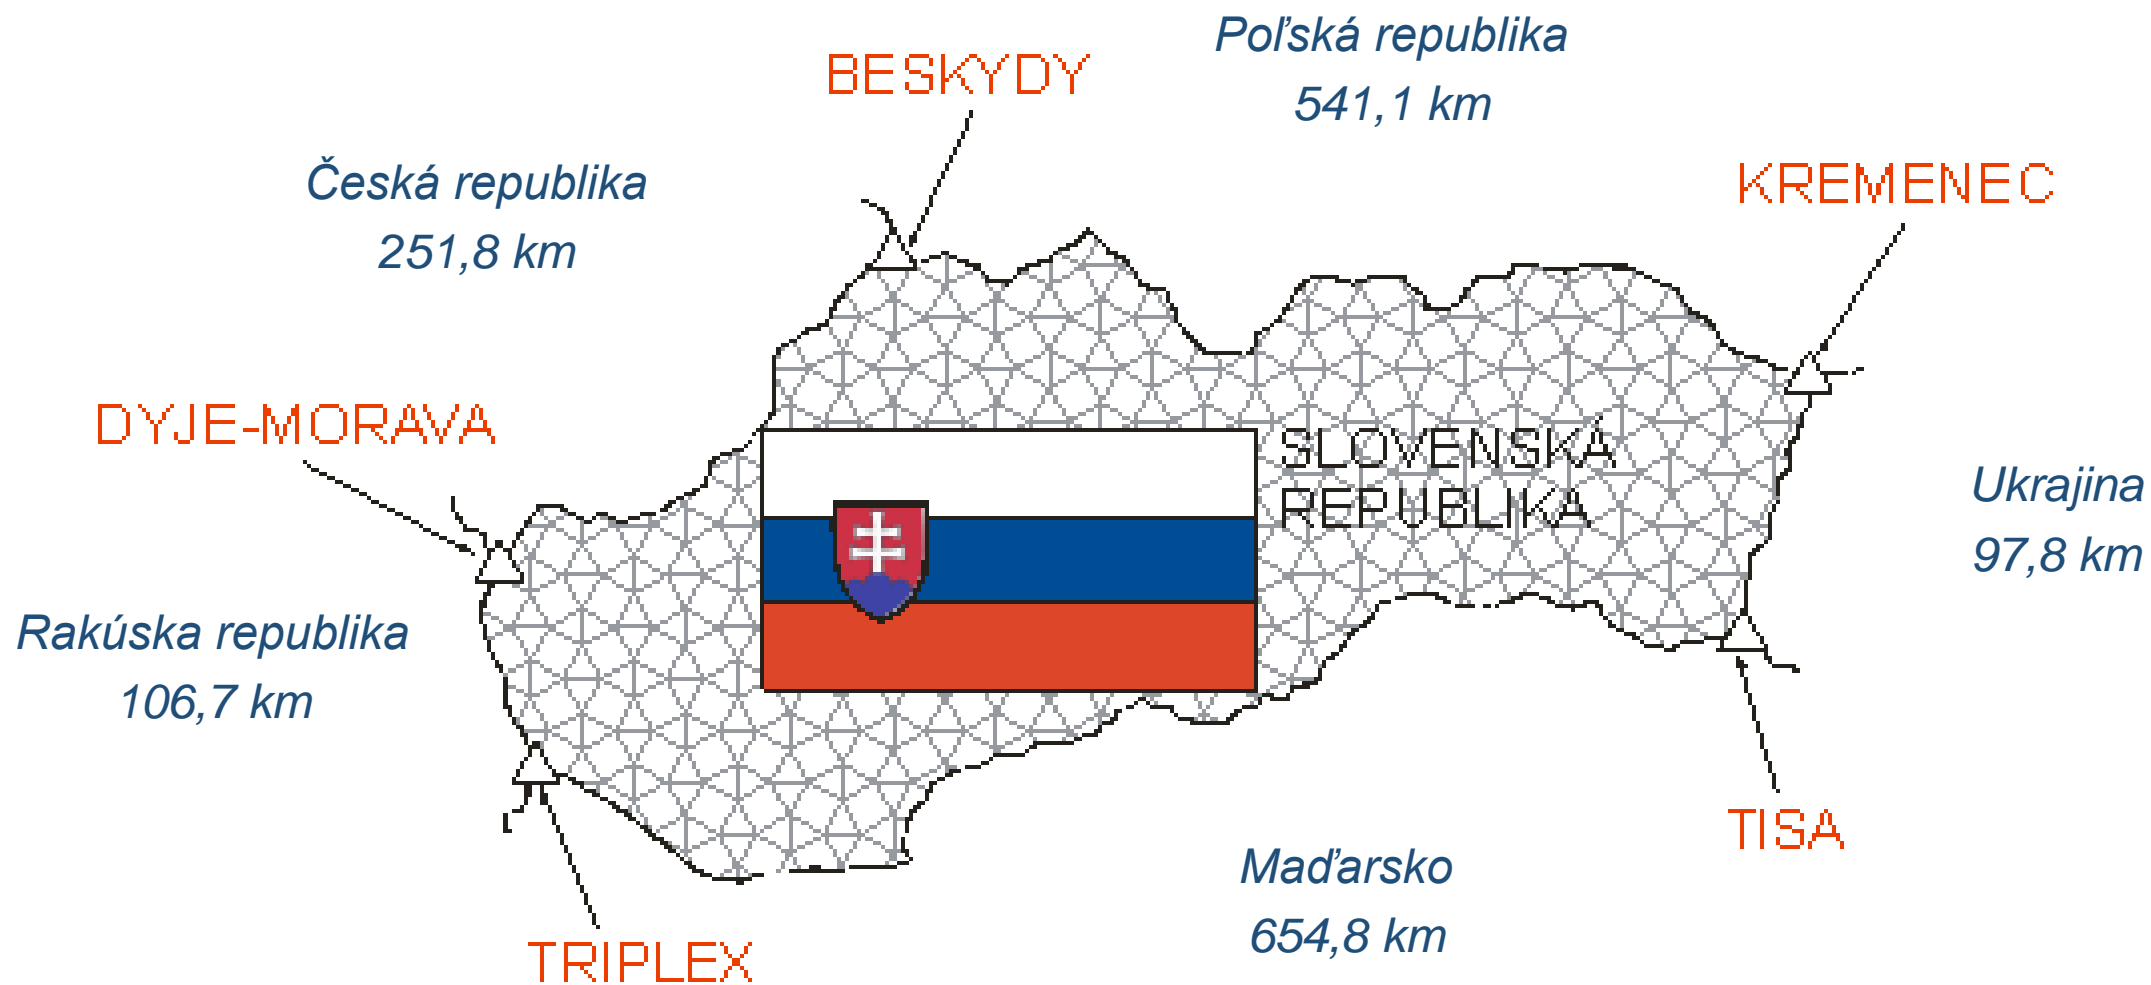 Poľská republika
541,1 km
BESKYDY
Česká republika
251,8 km
KREMENEC
DYJE-MORAVA
SLOVENSKÁ
REPUBLIKA
Ukrajina
97,8 km
Rakúska republika
106,7 km
TISA
Maďarsko
654,8 km
TRIPLEX